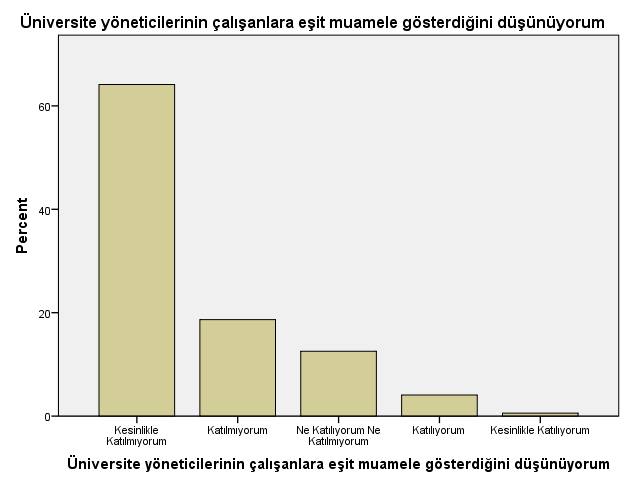 Üniversite yöneticilerinin çalışanlara eşit muamele gösterdiğini düşünüyorum
Percent
60
40
20
0
Kesinlikle
Katılmıyorum
Katılmıyorum
Ne Katılıyorum Ne
Katılmıyorum
Katılıyorum
Kesinlikle Katılıyorum
Üniversite yöneticilerinin çalışanlara eşit muamele gösterdiğini düşünüyorum